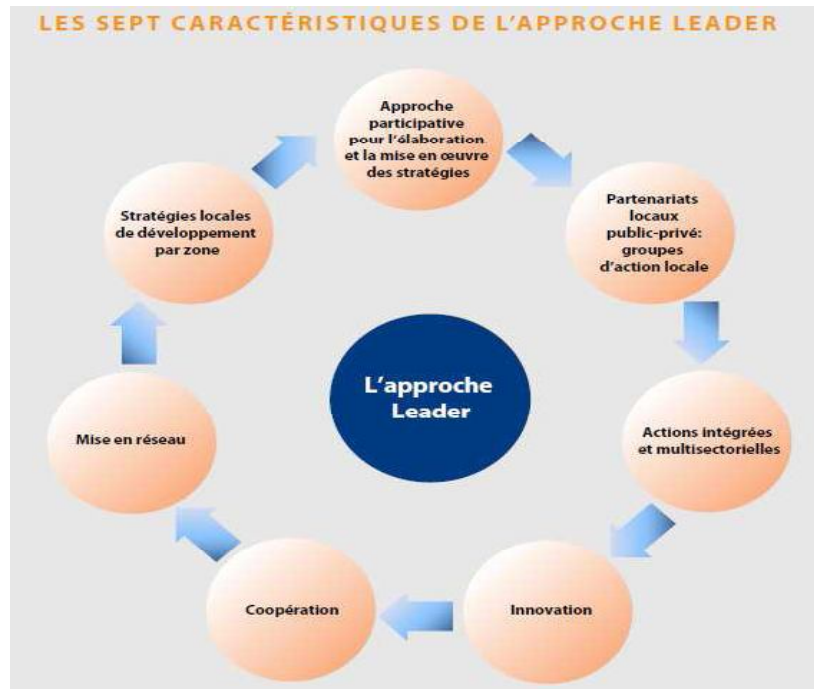 LES SEPT CARACTÉRISTIQUES DE L'APPROCHE LEADER
Approche
participative
pour l'élaboration
et la mise en œuvre
des stratégies
Partenariats
locaux
public-privé:
groupes
d'action locale
Actions intégrées
et multisectorielles
Innovation
Coopération
Mise en réseau
Stratégies locales
de développement
par zone
L'approche
Leader